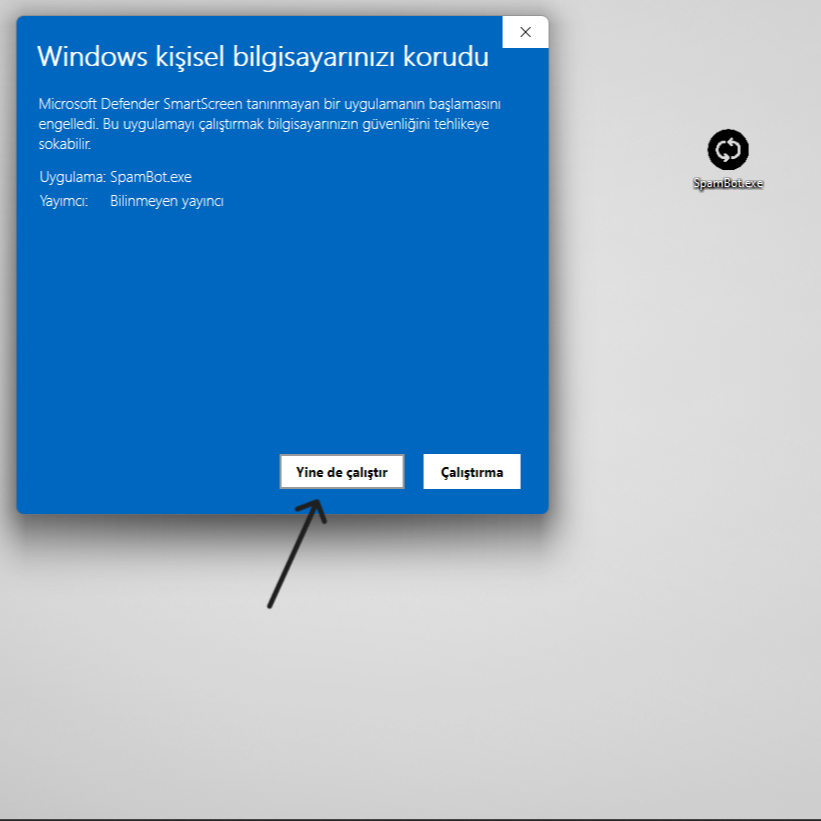 Windows kişisel bilgisayarınızı korudu
Microsoft Defender SmartScreen tanınmayan bir uygulamanın başlamasını
engelledi. Bu uygulamayı çalıştırmak bilgisayarınızın güvenliğini tehlikeye
sokabilir.
Uygulama: SpamBot.exe
Yayımcı: Bilinmeyen yayıncı
SpamBot.exe
Yine de çalıştır
Çalıştırma